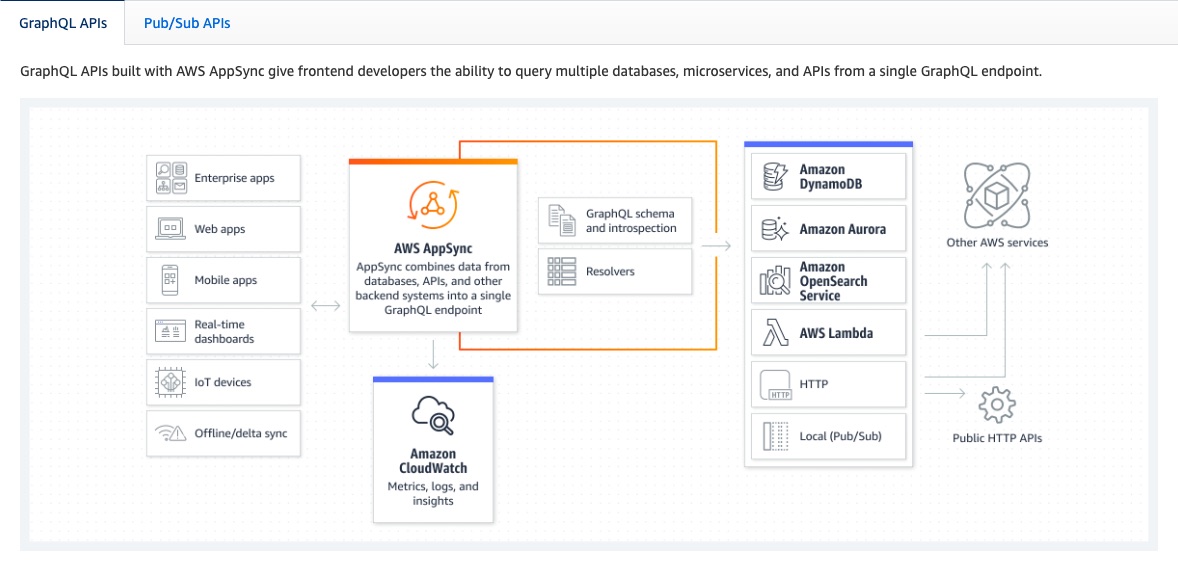 GraphQL APIs
Pub/Sub APIs
GraphQL APIs built with AWS AppSync give frontend developers the ability to query multiple databases, microservices, and APIs from a single GraphQL endpoint.
Enterprise apps
Web apps
Mobile apps
Real-time
dashboards
IoT devices
Offline/delta sync
AWS AppSync
AppSync combines data from
databases, APIs, and other
backend systems into a single
GraphQL endpoint
Amazon
CloudWatch
Metrics, logs, and
insights
GraphQL schema
and introspection
Resolvers
Amazon
DynamoDB
Amazon Aurora
Amazon
OpenSearch
Service
AWS Lambda
HTTP
HTTP
Local (Pub/Sub)
Other AWS services
Public HTTP APIs